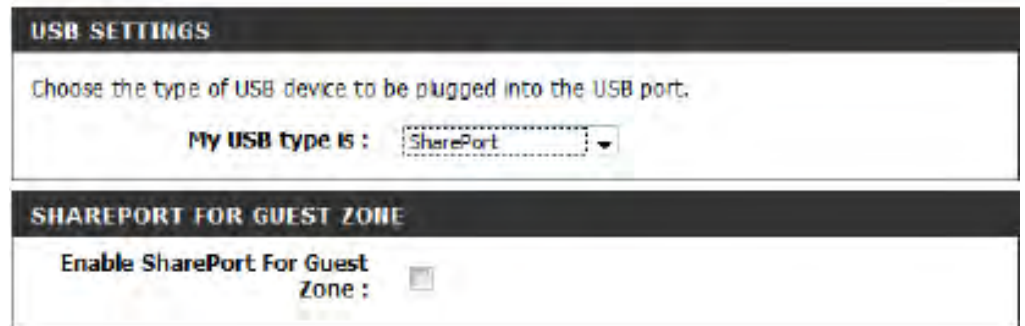 USB SETTINGS
Choose the type of USB device to be plugged into the USB port.
My USB type is :
SharePort
SHAREPORT FOR GUEST ZONE
Enable SharePort For Guest
Zone :